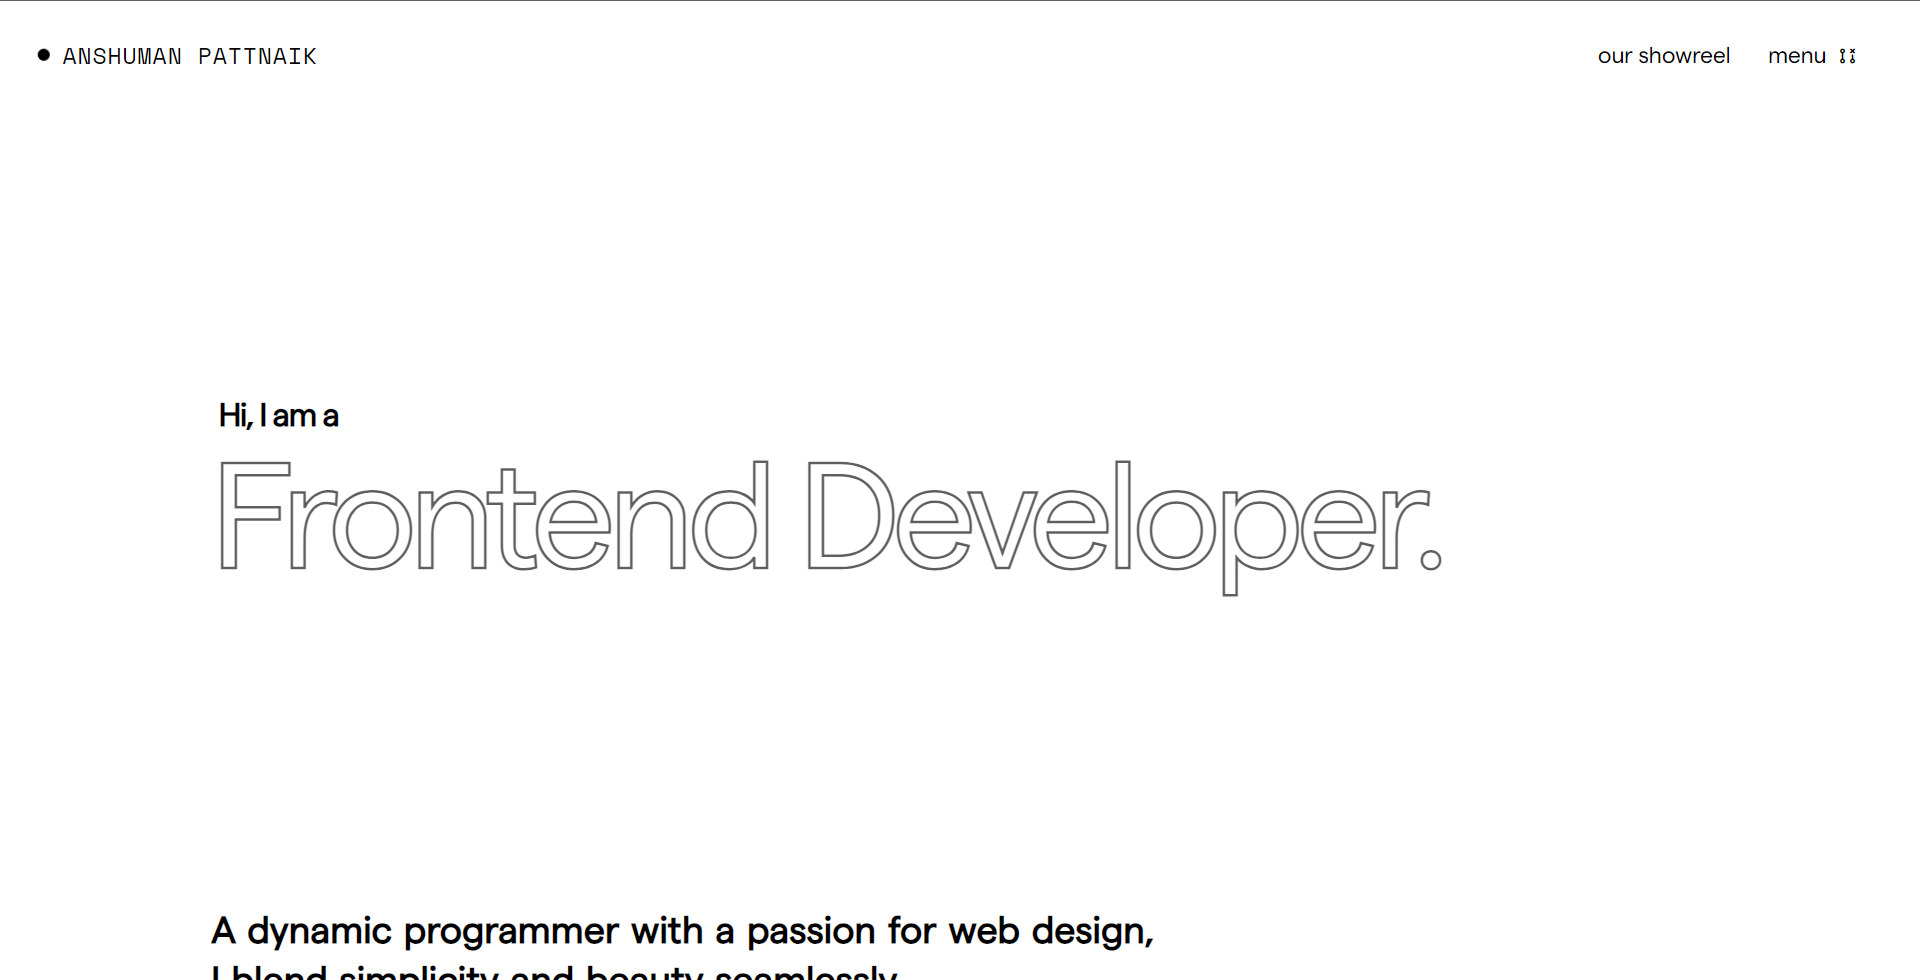 ANSHUMAN PATTNAIK
our showreel
menu
Hi, I am a
Frontend Developer.
A dynamic programmer with a passion for web design,
I blend simplicity and beauty seamlessly